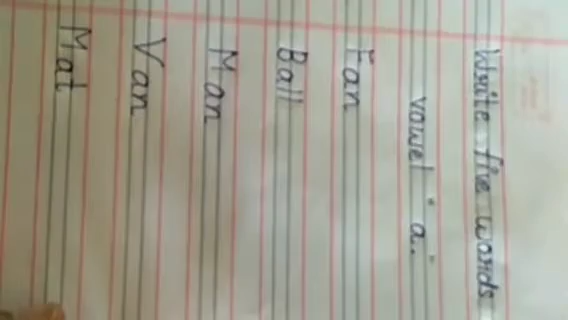 Write five words
vowel "a".
Fan
Ball
Man
Van
Mat